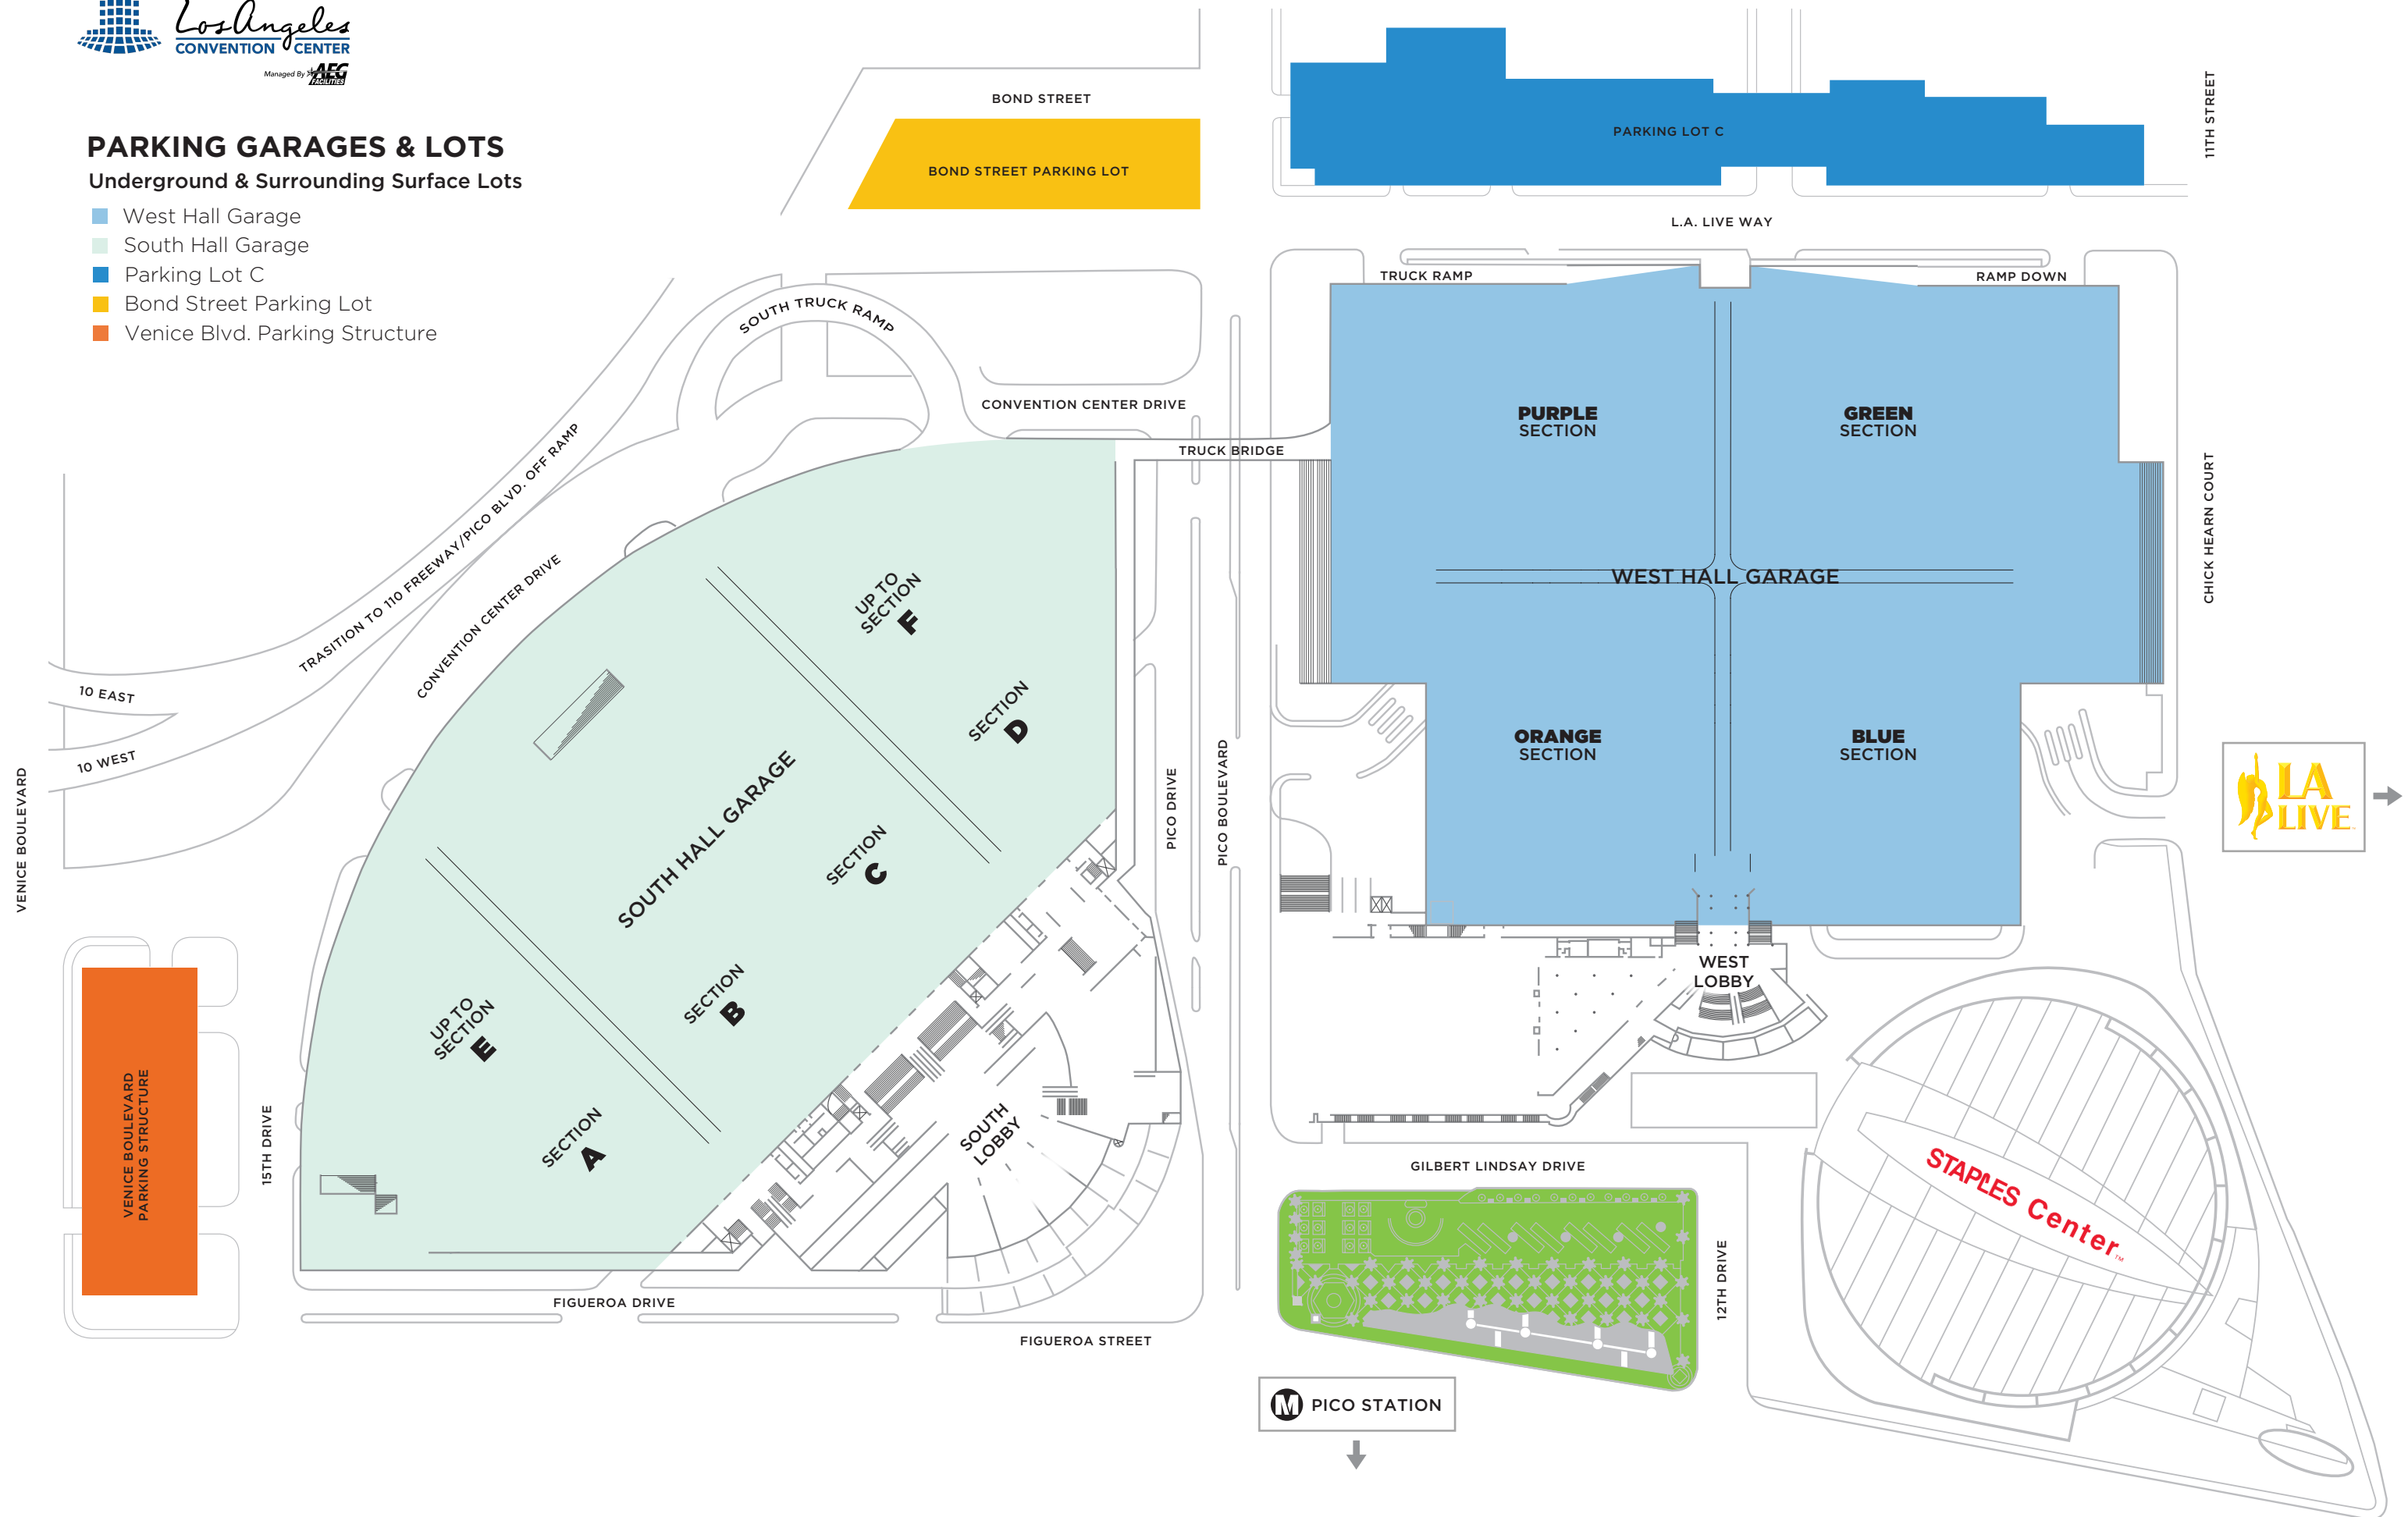 Los Angeles
CONVENTION CENTER
Managed By AEG
FACILITIES
PARKING GARAGES & LOTS
Underground & Surrounding Surface Lots
West Hall Garage
South Hall Garage
Parking Lot C
Bond Street Parking Lot
Venice Blvd. Parking Structure
BOND STREET
BOND STREET PARKING LOT
PARKING LOT C
11TH STREET
L.A. LIVE WAY
TRUCK RAMP
RAMP DOWN
SOUTH TRUCK RAMP
CONVENTION CENTER DRIVE
TRUCK BRIDGE
PURPLE
SECTION
GREEN
SECTION
TRASITION TO 110 FREEWAY/PICO BLVD. OFF RAMP
CONVENTION CENTER DRIVE
10 EAST
10 WEST
VENICE BOULEVARD
UP TO
SECTION
F
SECTION
D
SOUTH HALL GARAGE
SECTION
C
SECTION
B
UP TO
SECTION
E
SECTION
A
PICO DRIVE
PICO BOULEVARD
WEST HALL GARAGE
CHICK HEARN COURT
ORANGE
SECTION
BLUE
SECTION
LA
LIVE
WEST
LOBBY
SOUTH
LOBBY
VENICE BOULEVARD
PARKING STRUCTURE
15TH DRIVE
FIGUEROA DRIVE
FIGUEROA STREET
GILBERT LINDSAY DRIVE
12TH DRIVE
STAPLES Center™
M PICO STATION